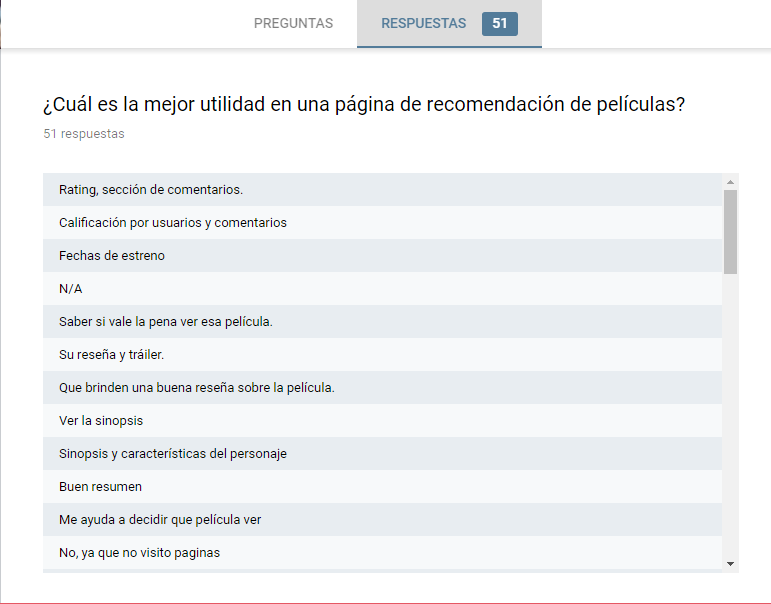 PREGUNTAS RESPUESTAS 51
¿Cuál es la mejor utilidad en una página de recomendación de películas?
51 respuestas
Rating, sección de comentarios.
Calificación por usuarios y comentarios
Fechas de estreno
N/A
Saber si vale la pena ver esa película.
Su reseña y tráiler.
Que brinden una buena reseña sobre la película.
Ver la sinopsis
Sinopsis y características del personaje
Buen resumen
Me ayuda a decidir que película ver
No, ya que no visito paginas